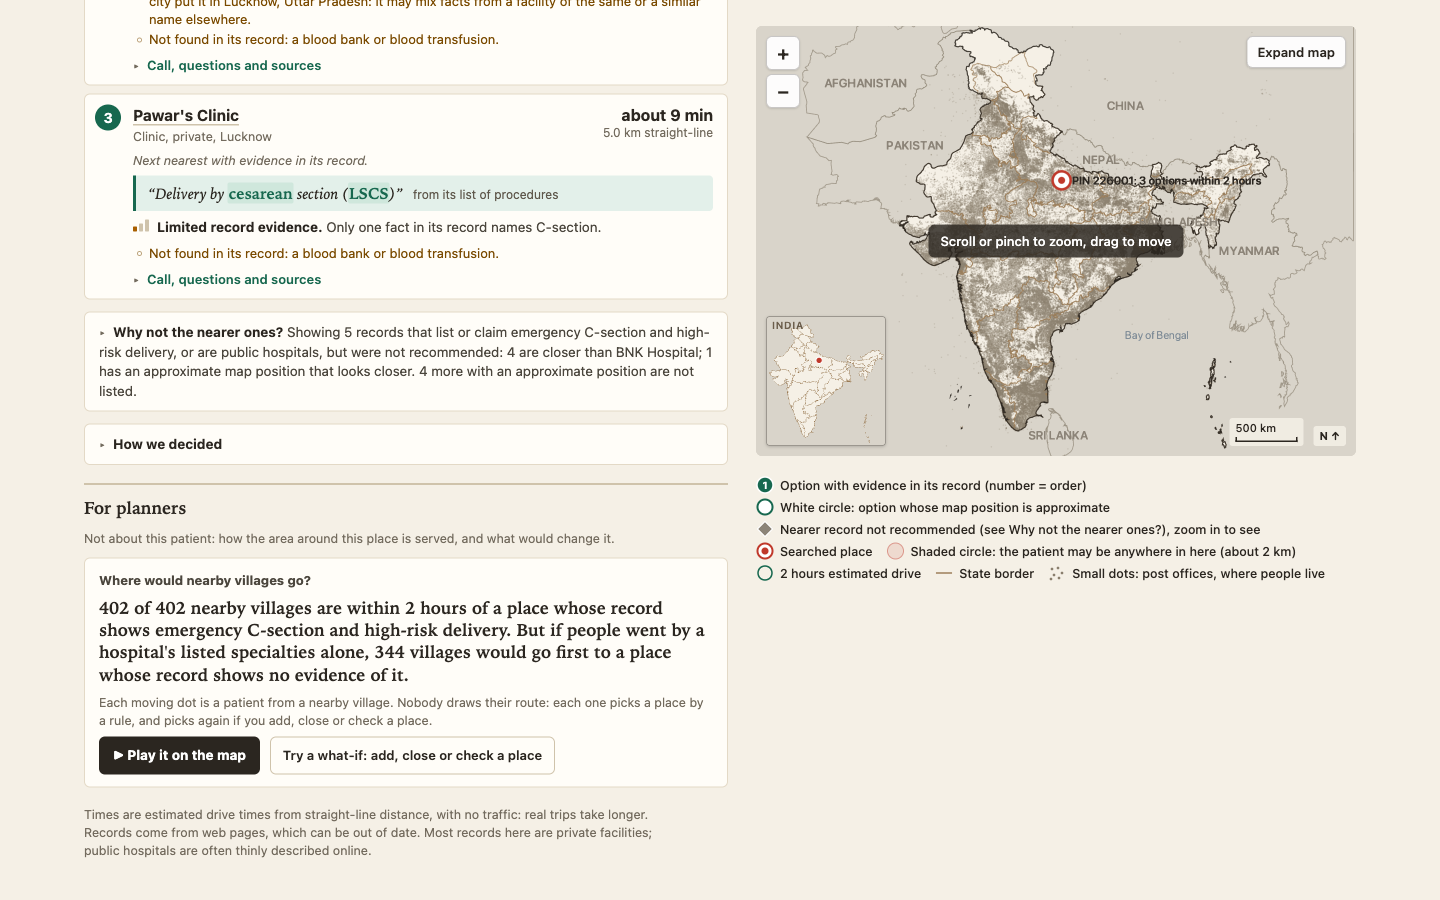 city put it in Lucknow, Uttar Pradesh: it may mix facts from a facility of the same or a similar
name elsewhere.
Not found in its record: a blood bank or blood transfusion.
Call, questions and sources
3
Pawar's Clinic
about 9 min
Clinic, private, Lucknow
5.0 km straight-line
Next nearest with evidence in its record.
“Delivery by cesarean section (LSCS)” from its list of procedures
Limited record evidence. Only one fact in its record names C-section.
Not found in its record: a blood bank or blood transfusion.
Call, questions and sources
Why not the nearer ones? Showing 5 records that list or claim emergency C-section and high-
risk delivery, or are public hospitals, but were not recommended: 4 are closer than BNK Hospital; 1
has an approximate map position that looks closer. 4 more with an approximate position are not
listed.
How we decided
For planners
Not about this patient: how the area around this place is served, and what would change it.
Where would nearby villages go?
402 of 402 nearby villages are within 2 hours of a place whose record
shows emergency C-section and high-risk delivery. But if people went by a
hospital's listed specialties alone, 344 villages would go first to a place
whose record shows no evidence of it.
Each moving dot is a patient from a nearby village. Nobody draws their route: each one picks a place by
a rule, and picks again if you add, close or check a place.
Play it on the map
Try a what-if: add, close or check a place
Times are estimated drive times from straight-line distance, with no traffic: real trips take longer.
Records come from web pages, which can be out of date. Most records here are private facilities;
public hospitals are often thinly described online.
+
−
Expand map
AFGHANISTAN
CHINA
PAKISTAN
NEPAL
PIN 226001: 3 options within 2 hours
Scroll or pinch to zoom, drag to move
MYANMAR
INDIA
Bay of Bengal
SRI LANKA
500 km
N ↑
1 Option with evidence in its record (number = order)
White circle: option whose map position is approximate
Nearer record not recommended (see Why not the nearer ones?), zoom in to see
Searched place
Shaded circle: the patient may be anywhere in here (about 2 km)
2 hours estimated drive
State border
Small dots: post offices, where people live